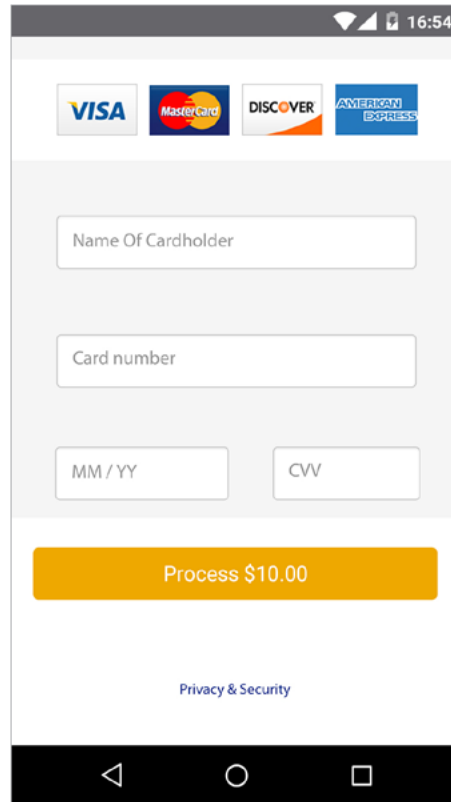 16:54
VISA MasterCard DISCOVER AMERICAN
EXPRESS
Name Of Cardholder
Card number
MM / YY CVV
Process $10.00
Privacy & Security